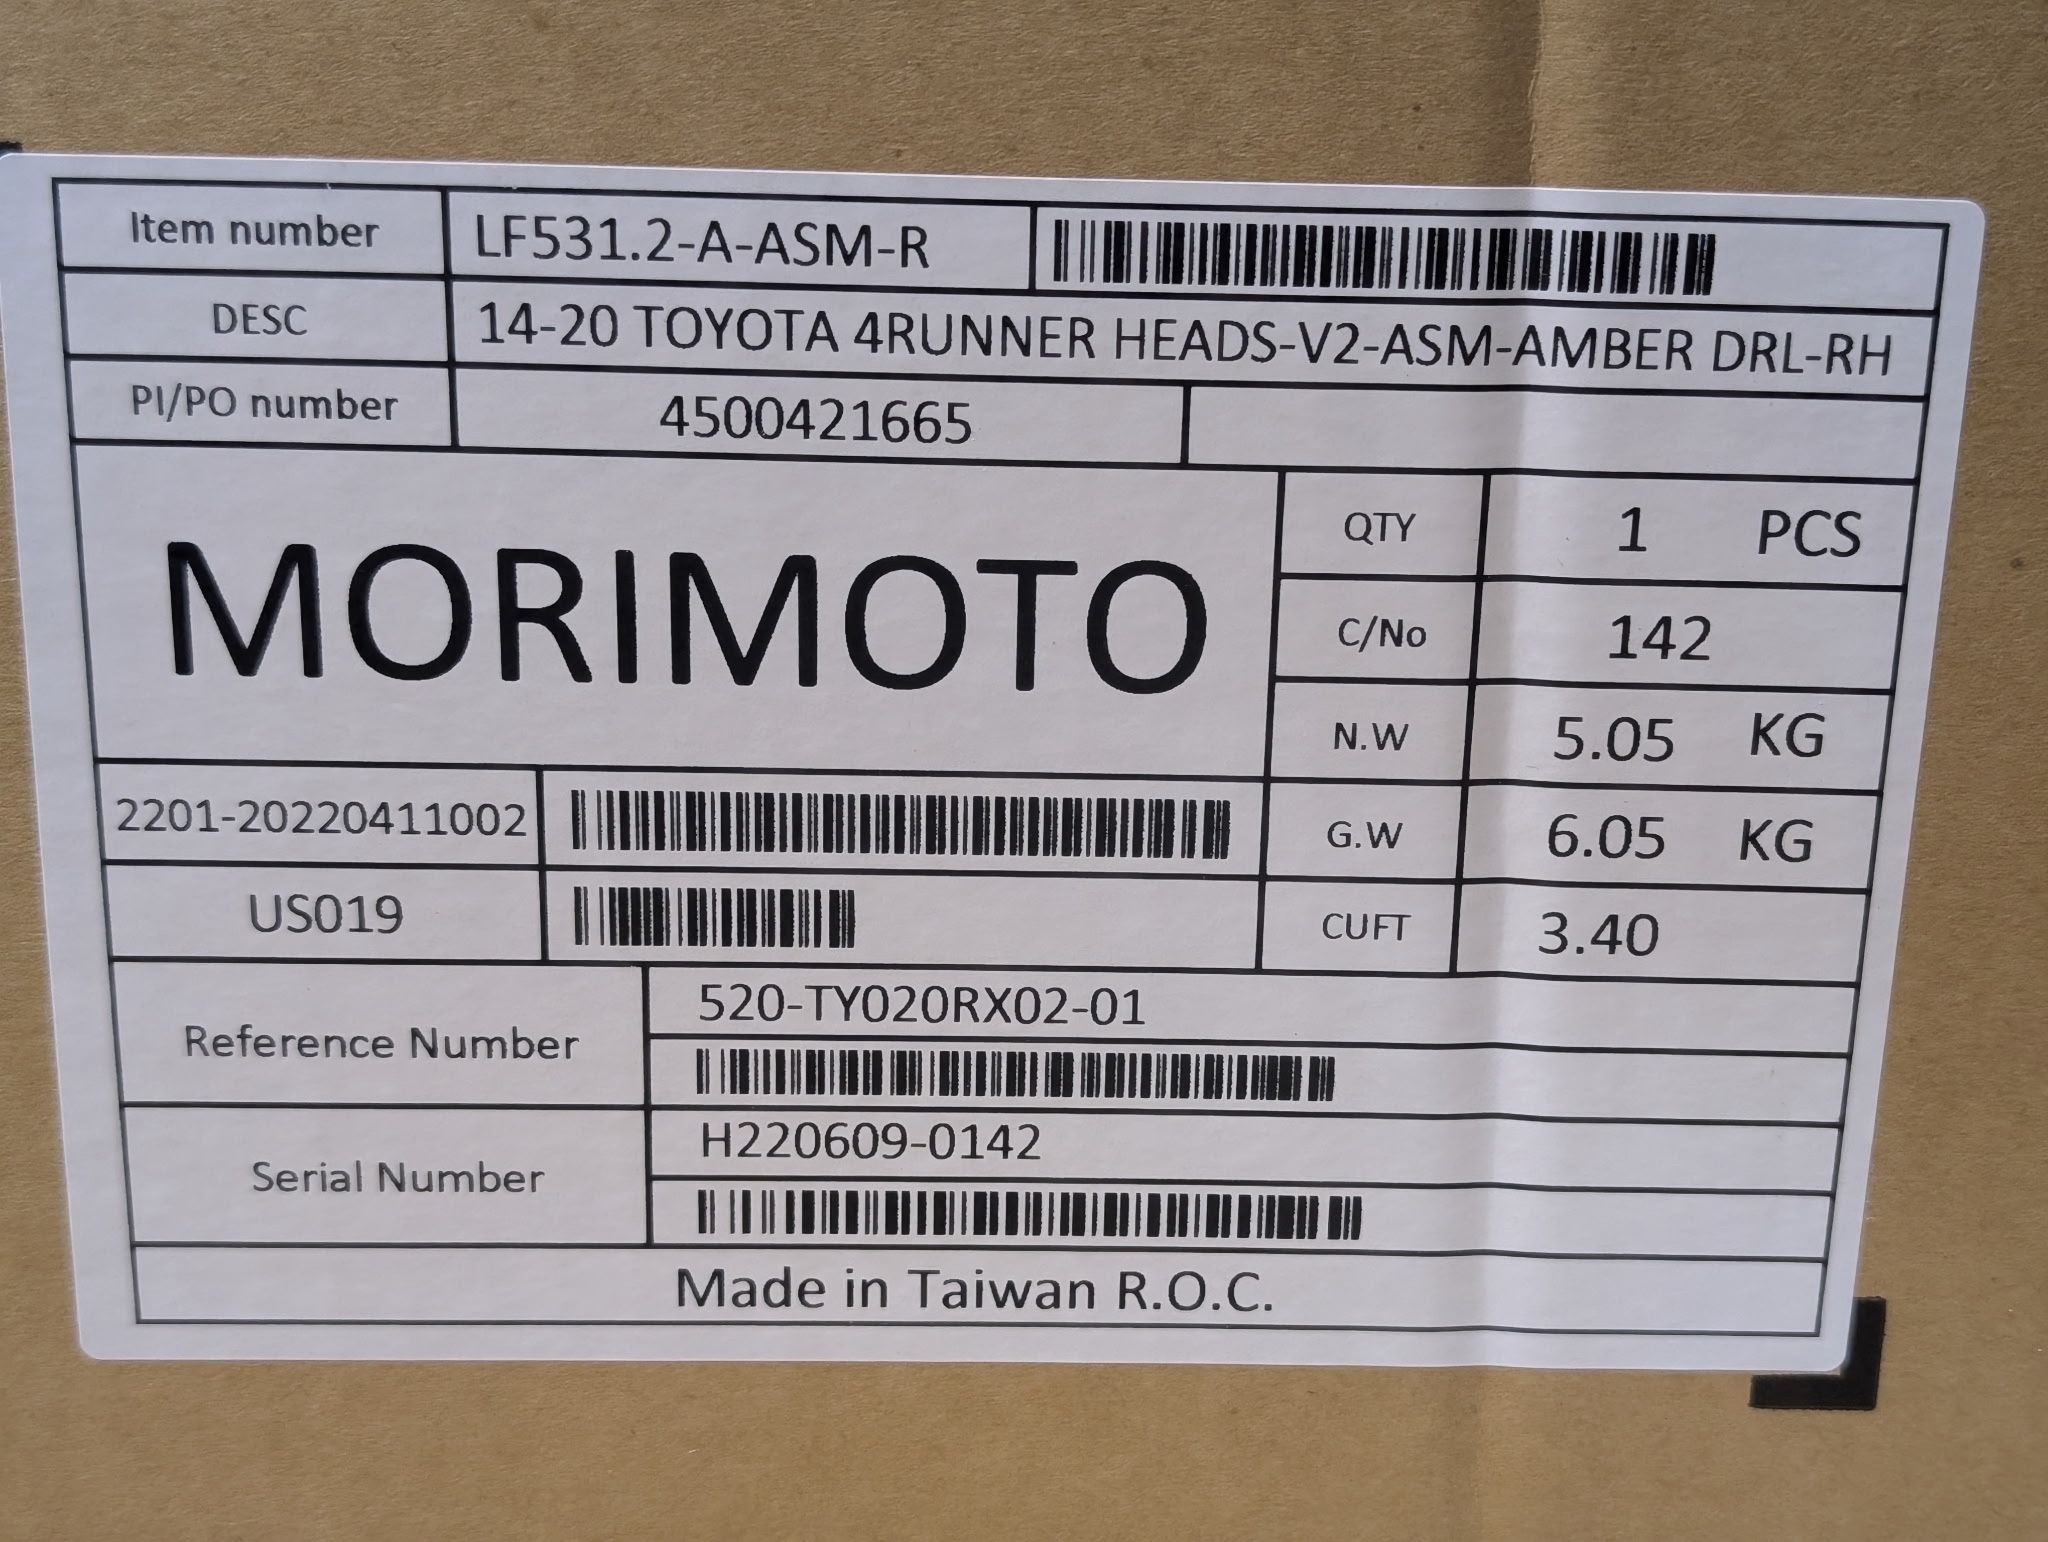 Item number LF531.2-A-ASM-R
DESC 14-20 TOYOTA 4RUNNER HEADS-V2-ASM-AMBER DRL-RH
PI/PO number 4500421665
MORIMOTO
QTY 1 PCS
C/No 142
N.W 5.05 KG
2201-20220411002
G.W 6.05 KG
US019
CUFT 3.40
Reference Number
520-TY020RX02-01
Serial Number
H220609-0142
Made in Taiwan R.O.C.